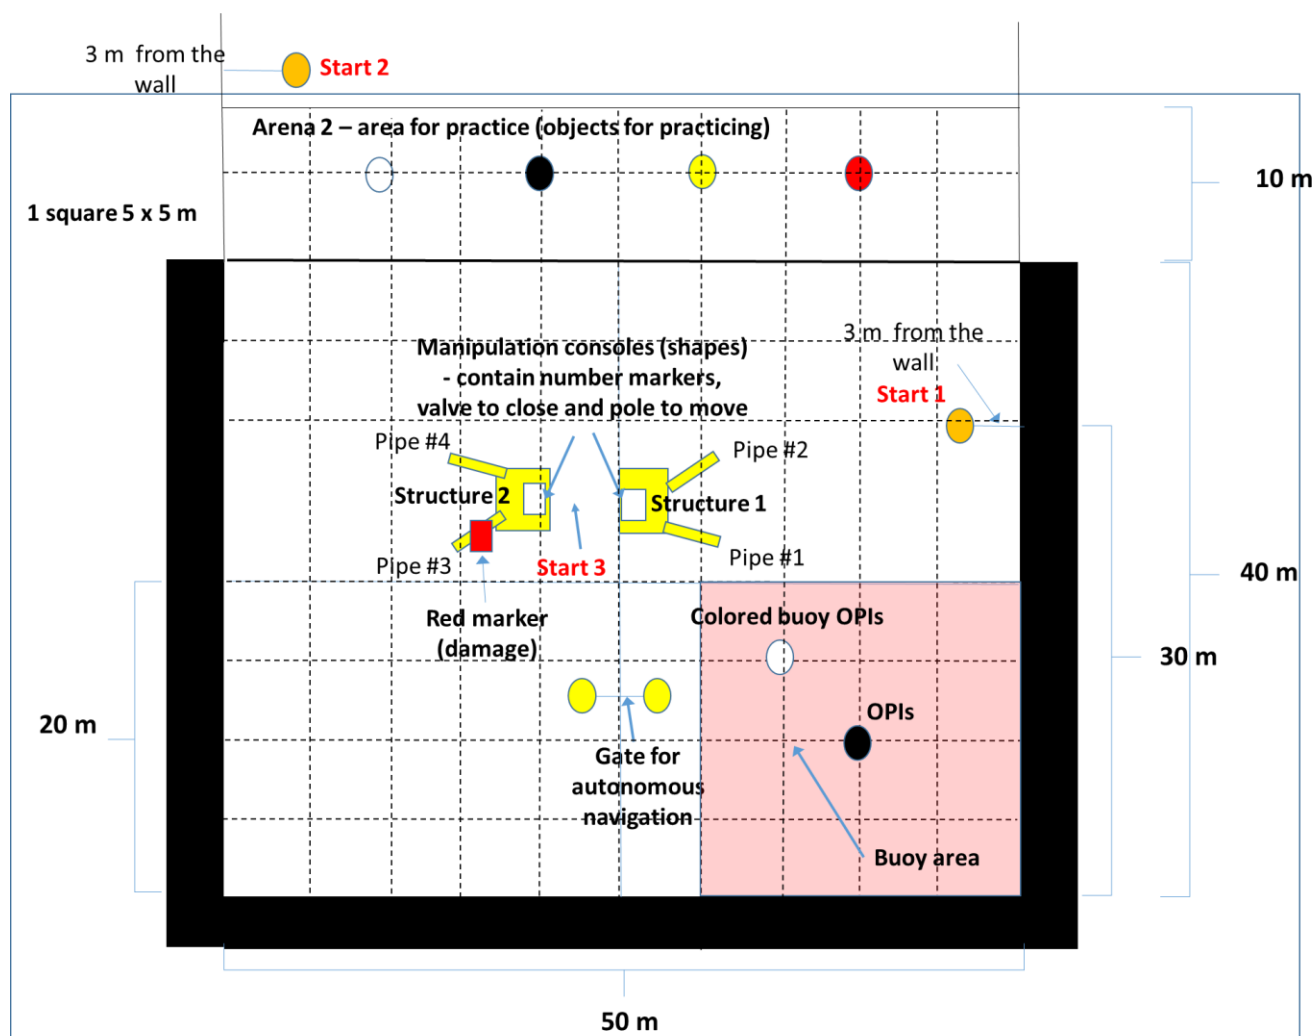 3 m  from the
wall
Start 2
Arena 2 – area for practice (objects for practicing)
10 m
1 square 5 x 5 m
Manipulation consoles (shapes)
- contain number markers,
valve to close and pole to move
3 m  from the
wall
Start 1
Pipe #4
Pipe #2
Structure 2
Structure 1
Pipe #3
Start 3
Pipe #1
40 m
Red marker
(damage)
Colored buoy OPIs
30 m
20 m
OPIs
Gate for
autonomous
navigation
Buoy area
50 m